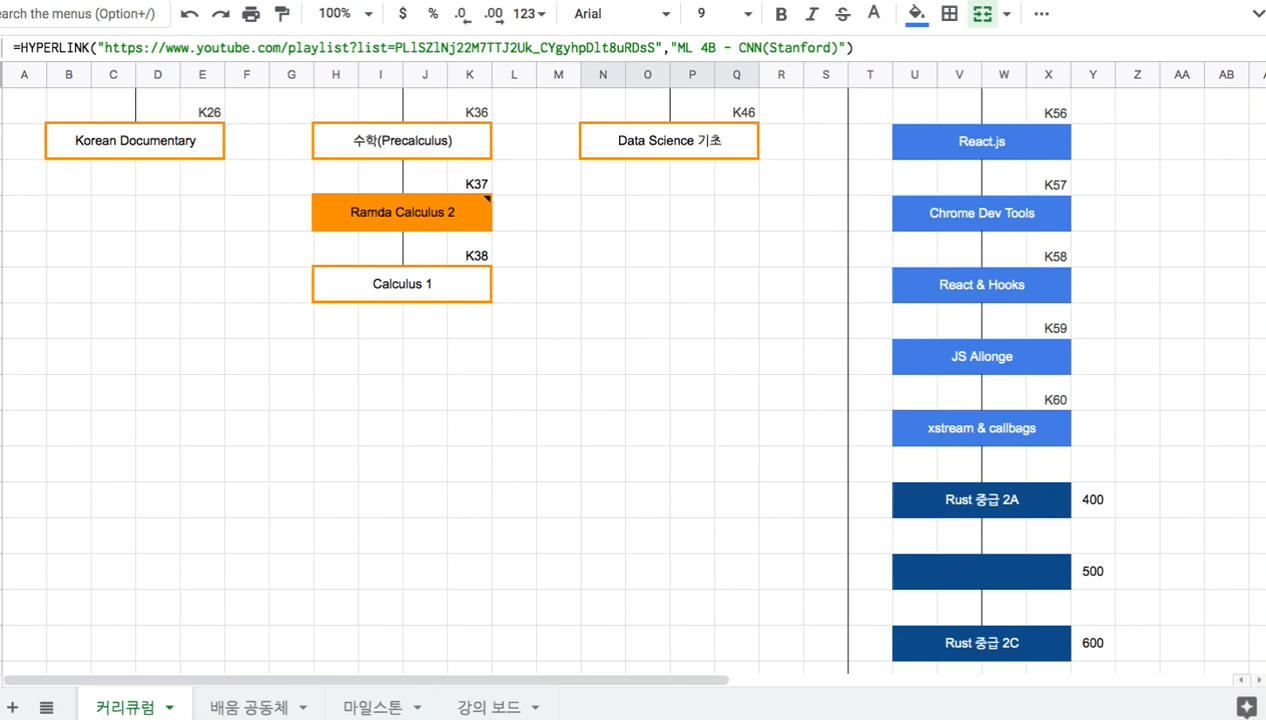 earch the menus (Option+/)
100% $ % .0 .00 123 Arial 9 B I S A
=HYPERLINK("https://www.youtube.com/playlist?list=PLlSZlNj22M7TTJ2Uk_CYgyhpDlt8uRDsS","ML 4B - CNN(Stanford)")
A B C D E F G H I J K L M N O P Q R S T U V W X Y Z AA AB
K26 K36 K46 K56
Korean Documentary 수학(Precalculus) Data Science 기초 React.js
K37 K57
Ramda Calculus 2 Chrome Dev Tools
K38 K58
Calculus 1 React & Hooks
K59
JS Allonge
K60
xstream & callbags
Rust 중급 2A 400
500
Rust 중급 2C 600
커리큐럼 배움 공동체 마일스톤 강의 보드